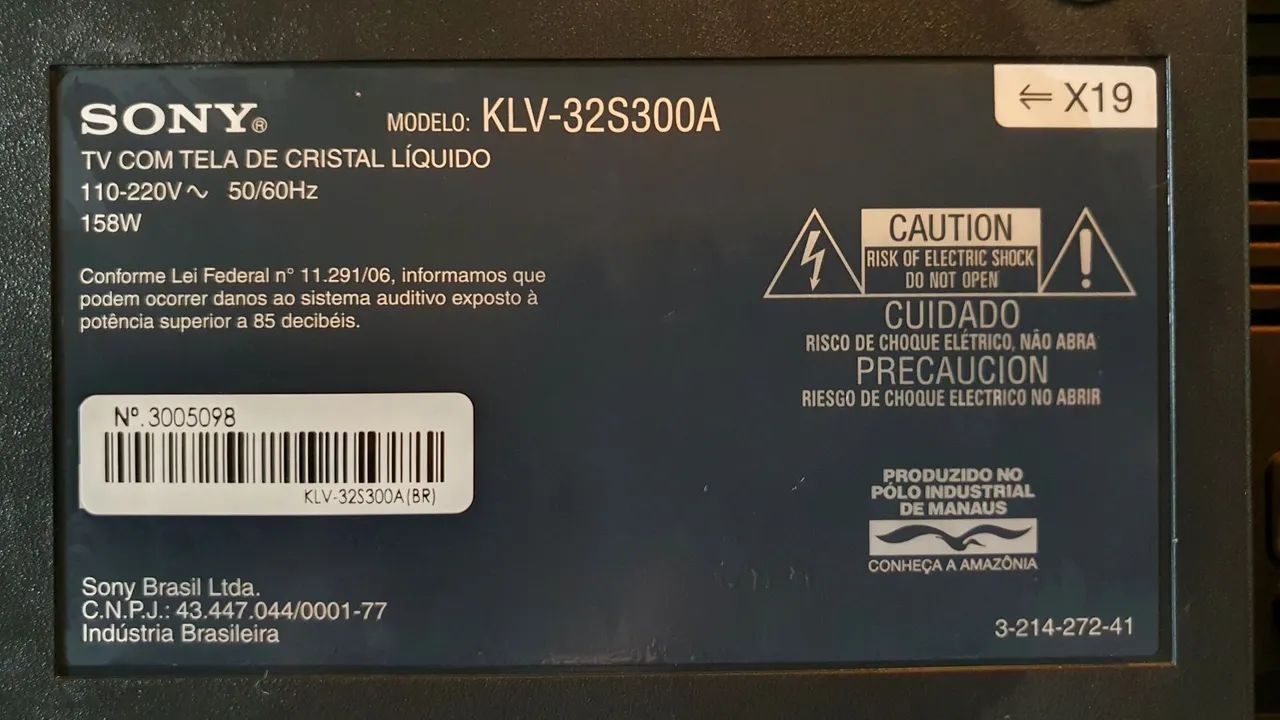 SONY®
MODELO: KLV-32S300A
⇐ X19
TV COM TELA DE CRISTAL LÍQUIDO
110-220V～ 50/60Hz
158W
Conforme Lei Federal n° 11.291/06, informamos que
podem ocorrer danos ao sistema auditivo exposto à
potência superior a 85 decibéis.
CAUTION
RISK OF ELECTRIC SHOCK
DO NOT OPEN
CUIDADO
RISCO DE CHOQUE ELÉTRICO, NÃO ABRA
PRECAUCION
RIESGO DE CHOQUE ELECTRICO NO ABRIR
Nº. 3005098
KLV-32S300A(BR)
PRODUZIDO NO
PÓLO INDUSTRIAL
DE MANAUS
CONHEÇA A AMAZÔNIA
Sony Brasil Ltda.
C.N.P.J.: 43.447.044/0001-77
Indústria Brasileira
3-214-272-41